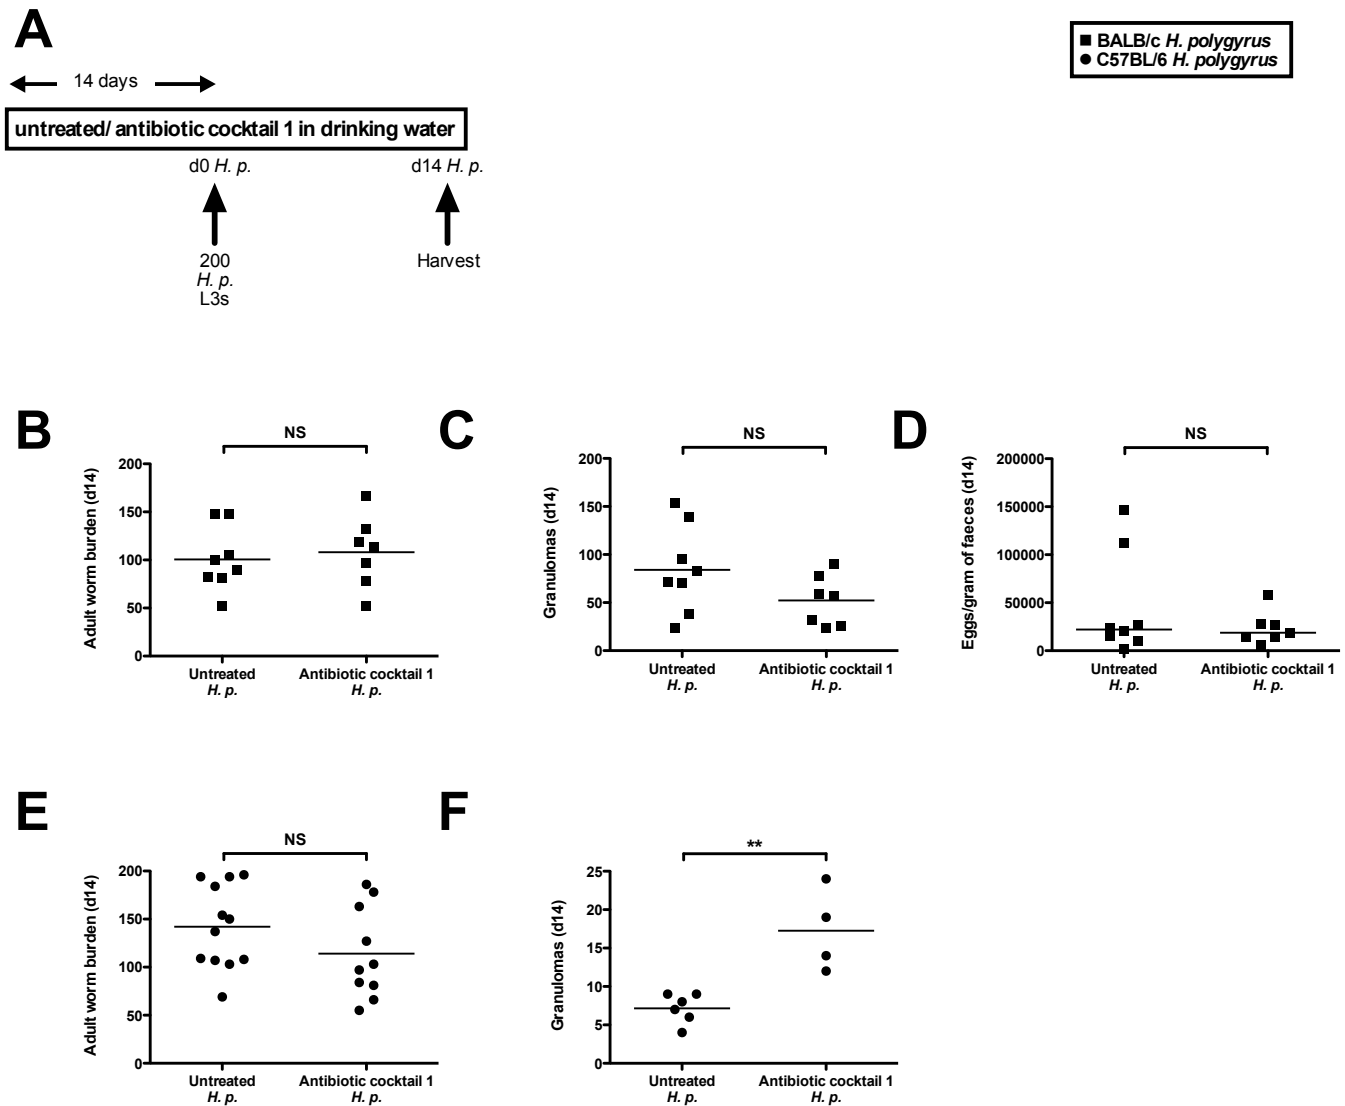 A
BALB/c H. polygyrus
C57BL/6 H. polygyrus
14 days
untreated/ antibiotic cocktail 1 in drinking water
d0 H. p.
d14 H. p.
200
H. p.
L3s
Harvest
B
NS
Adult worm burden (d14)
200
150
100
50
0
Untreated
H. p.
Antibiotic cocktail 1
H. p.
C
NS
Granulomas (d14)
200
150
100
50
0
Untreated
H. p.
Antibiotic cocktail 1
H. p.
D
NS
Eggs/gram of faeces (d14)
200000
150000
100000
50000
0
Untreated
H. p.
Antibiotic cocktail 1
H. p.
E
NS
Adult worm burden (d14)
200
150
100
50
0
Untreated
H. p.
Antibiotic cocktail 1
H. p.
F
**
Granulomas (d14)
25
20
15
10
5
0
Untreated
H. p.
Antibiotic cocktail 1
H. p.